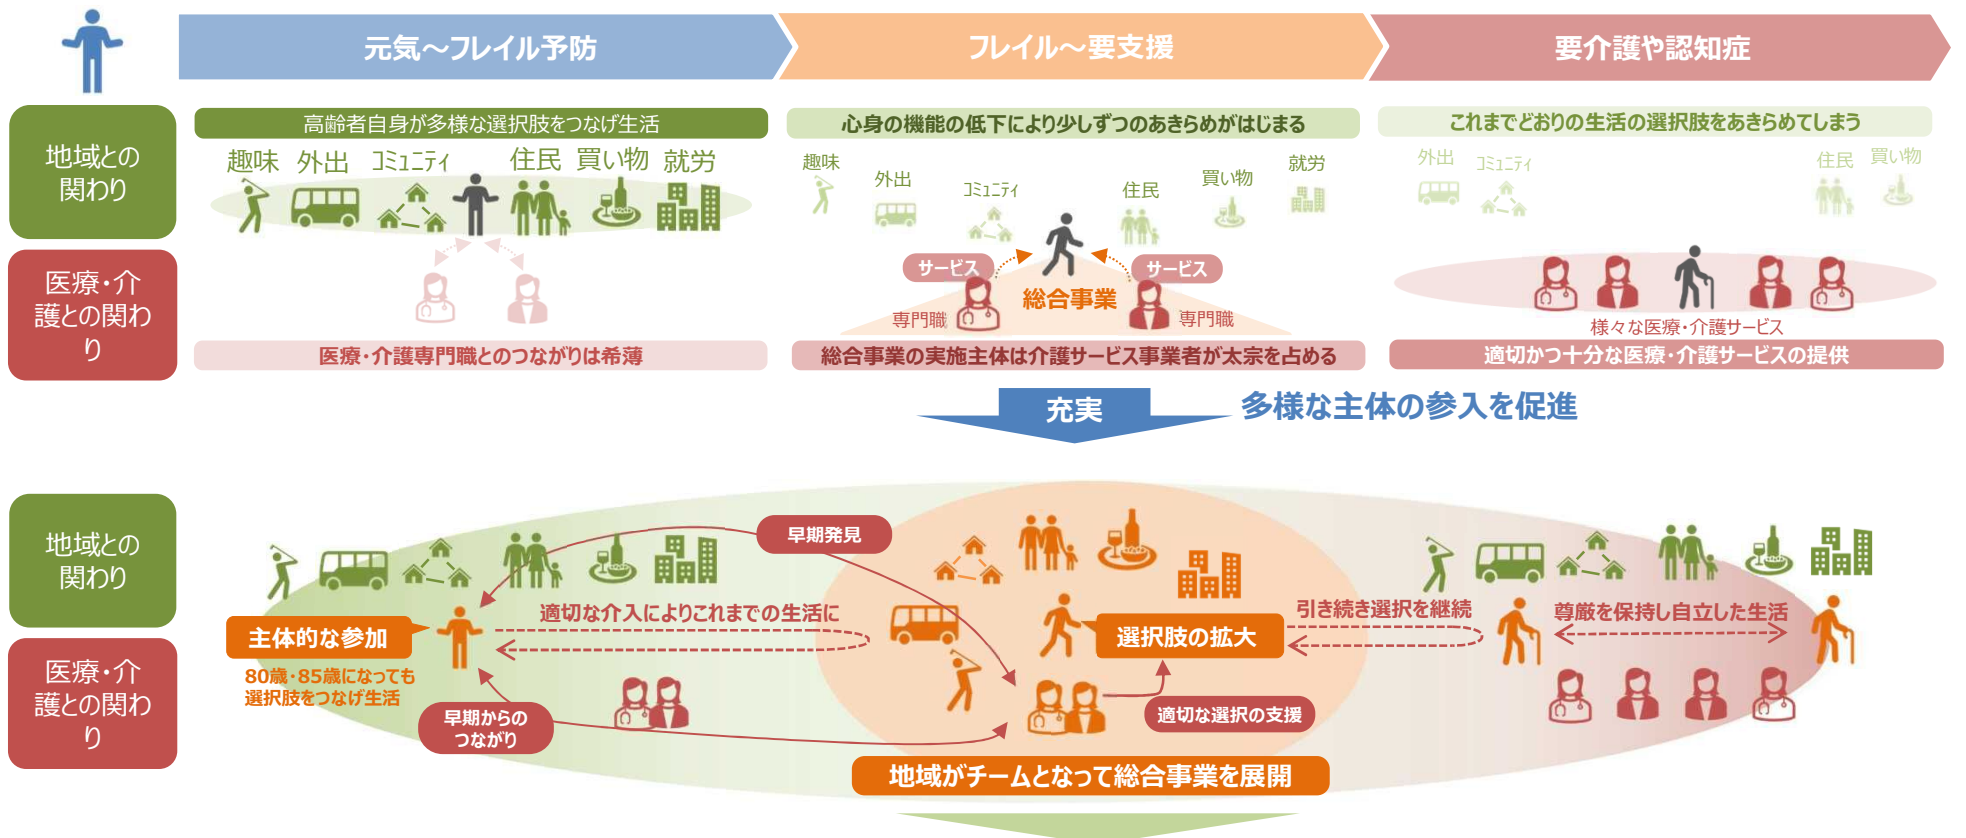 元気～フレイル予防
フレイル～要支援
要介護や認知症
地域との
関わり
高齢者自身が多様な選択肢をつなげ生活
趣味 外出 コミュニティ 住民 買い物 就労
心身の機能の低下により少しずつのあきらめがはじまる
趣味
外出
コミュニティ
住民
買い物
就労
これまでどおりの生活の選択肢をあきらめてしまう
外出
コミュニティ
住民
買い物
医療・介
護との関わ
り
医療・介護専門職とのつながりは希薄
サービス
サービス
総合事業
専門職
専門職
総合事業の実施主体は介護サービス事業者が太宗を占める
様々な医療・介護サービス
適切かつ十分な医療・介護サービスの提供
充実
多様な主体の参入を促進
地域との
関わり
医療・介
護との関わ
り
早期発見
適切な介入によりこれまでの生活に
主体的な参加
80歳・85歳になっても
選択肢をつなげ生活
早期からの
つながり
選択肢の拡大
適切な選択の支援
引き続き選択を継続
尊厳を保持し自立した生活
地域がチームとなって総合事業を展開